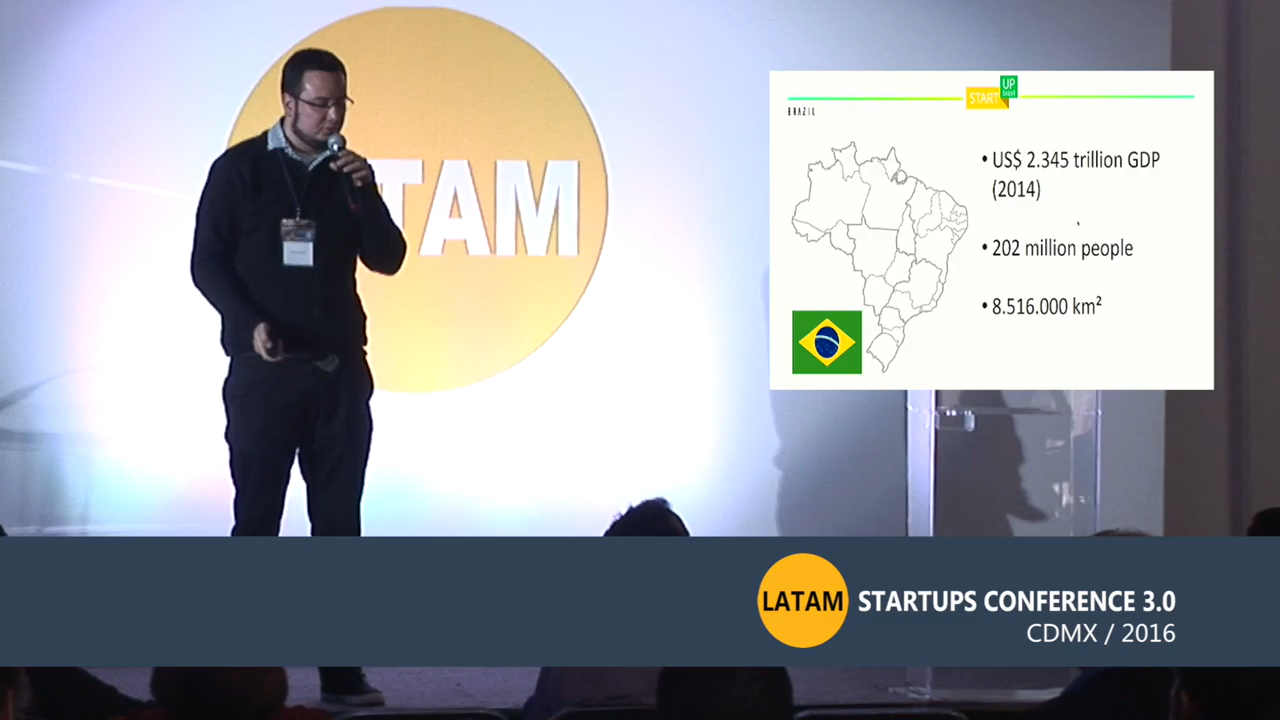 LATAM
START
UP
brasil
BRAZIL
• US$ 2.345 trillion GDP
(2014)
• 202 million people
• 8.516.000 km²
LATAM
STARTUPS CONFERENCE 3.0
CDMX / 2016